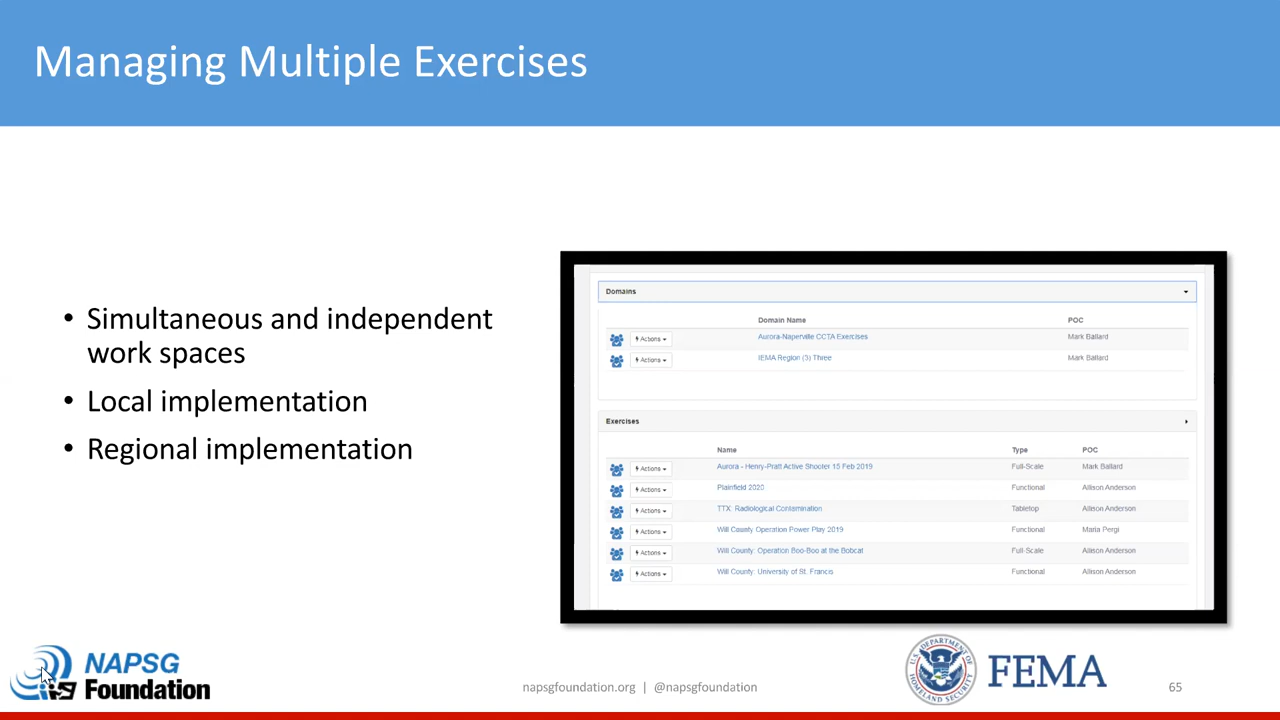 Managing Multiple Exercises
• Simultaneous and independent
work spaces
• Local implementation
• Regional implementation
Domains
Domain Name POC
Actions Aurora-Naperville CCTA Exercises Mark Ballard
Actions IEMA Region (3) Three Mark Ballard
Exercises
Name Type POC
Actions Aurora - Henry-Pratt Active Shooter 15 Feb 2019 Full-Scale Mark Ballard
Actions Plainfield 2020 Functional Allison Anderson
Actions TTX: Radiological Contamination Tabletop Allison Anderson
Actions Will County Operation Power Play 2019 Functional Maria Pergi
Actions Will County: Operation Boo-Boo at the Bobcat Full-Scale Allison Anderson
Actions Will County: University of St. Francis Functional Allison Anderson
NAPSG
Foundation
napsgfoundation.org | @napsgfoundation
U.S. DEPARTMENT OF
HOMELAND SECURITY
FEMA
65